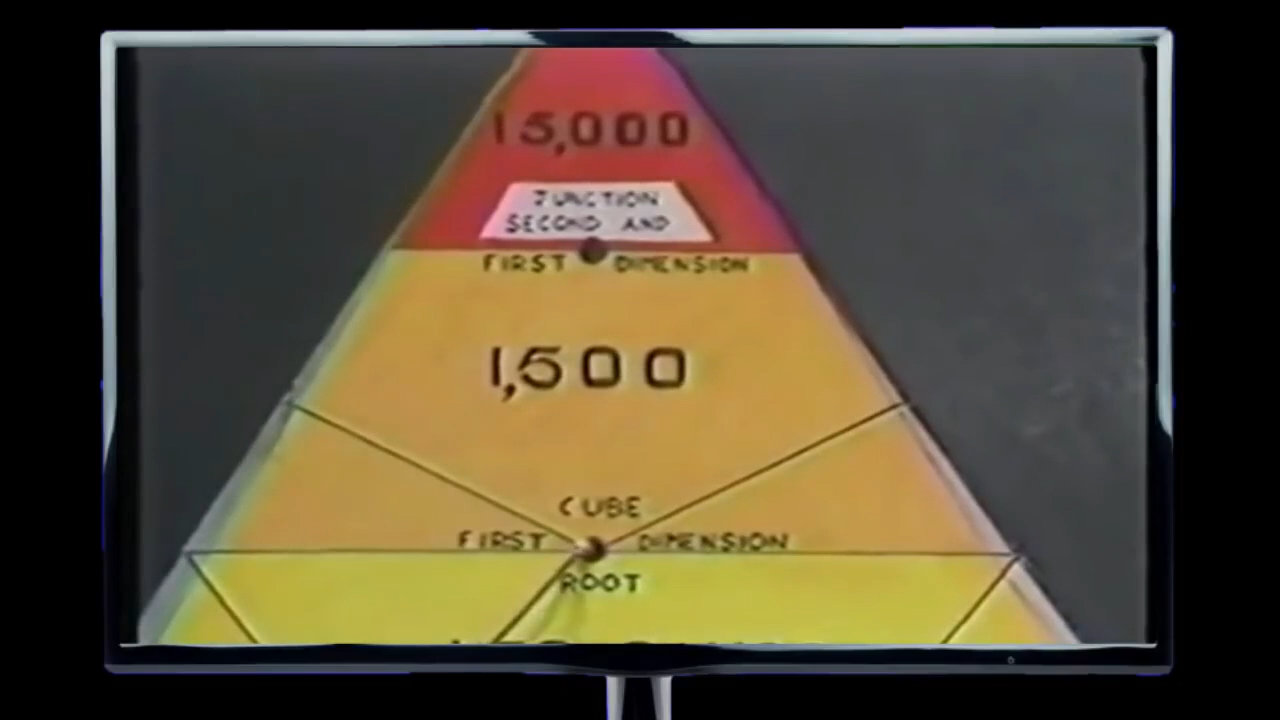 15,000
JUNCTION
SECOND AND
FIRST DIMENSION
1,500
CUBE
FIRST DIMENSION
ROOT